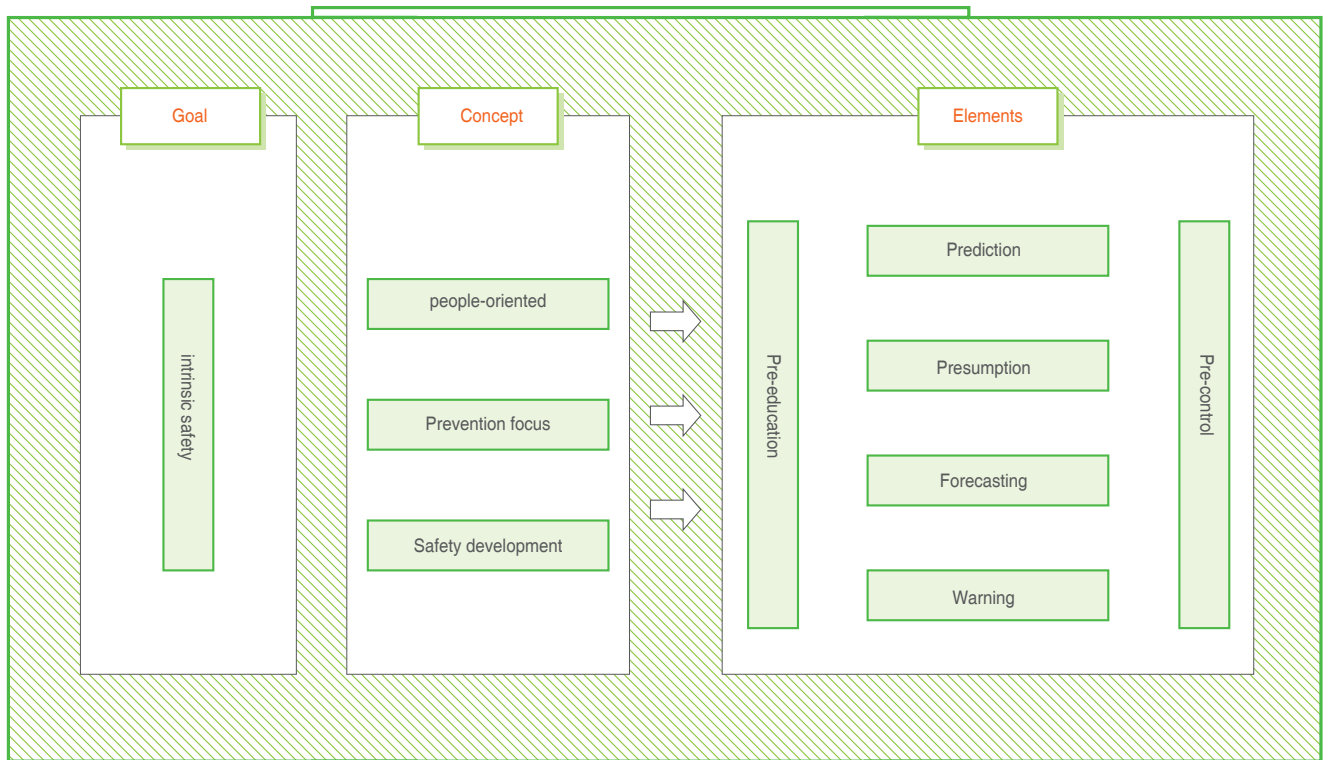 Goal
Concept
Elements
intrinsic safety
people-oriented
Prevention focus
Safety development
Pre-education
Prediction
Presumption
Forecasting
Warning
Pre-control